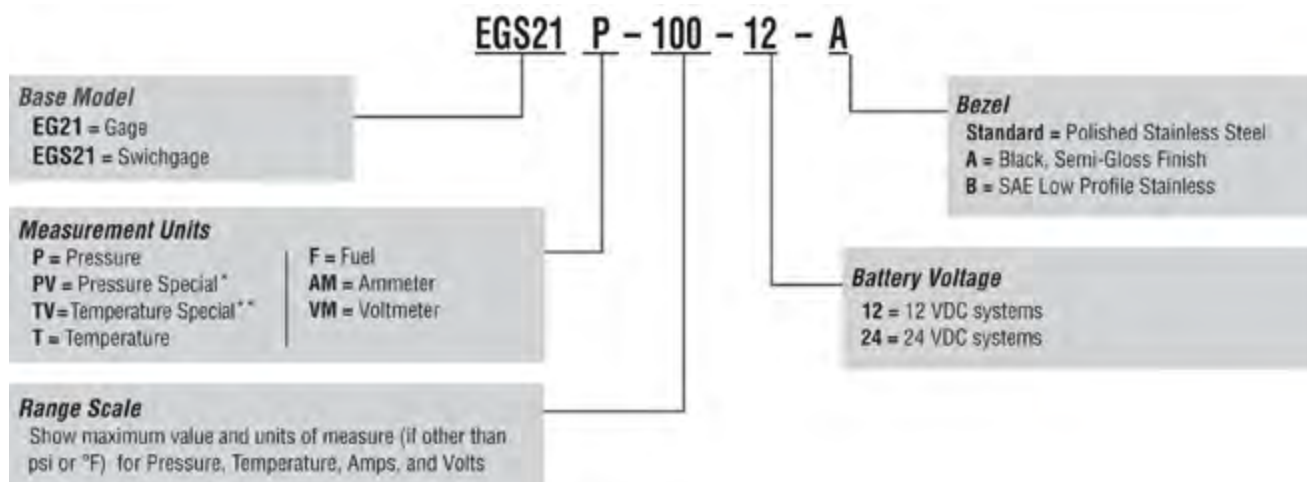 EGS21 P – 100 – 12 – A
Base Model
EG21 = Gage
EGS21 = Swichgage
Measurement Units
P = Pressure
PV = Pressure Special*
TV=Temperature Special**
T = Temperature
F = Fuel
AM = Ammeter
VM = Voltmeter
Range Scale
Show maximum value and units of measure (if other than
psi or °F) for Pressure, Temperature, Amps, and Volts
Bezel
Standard = Polished Stainless Steel
A = Black, Semi-Gloss Finish
B = SAE Low Profile Stainless
Battery Voltage
12 = 12 VDC systems
24 = 24 VDC systems